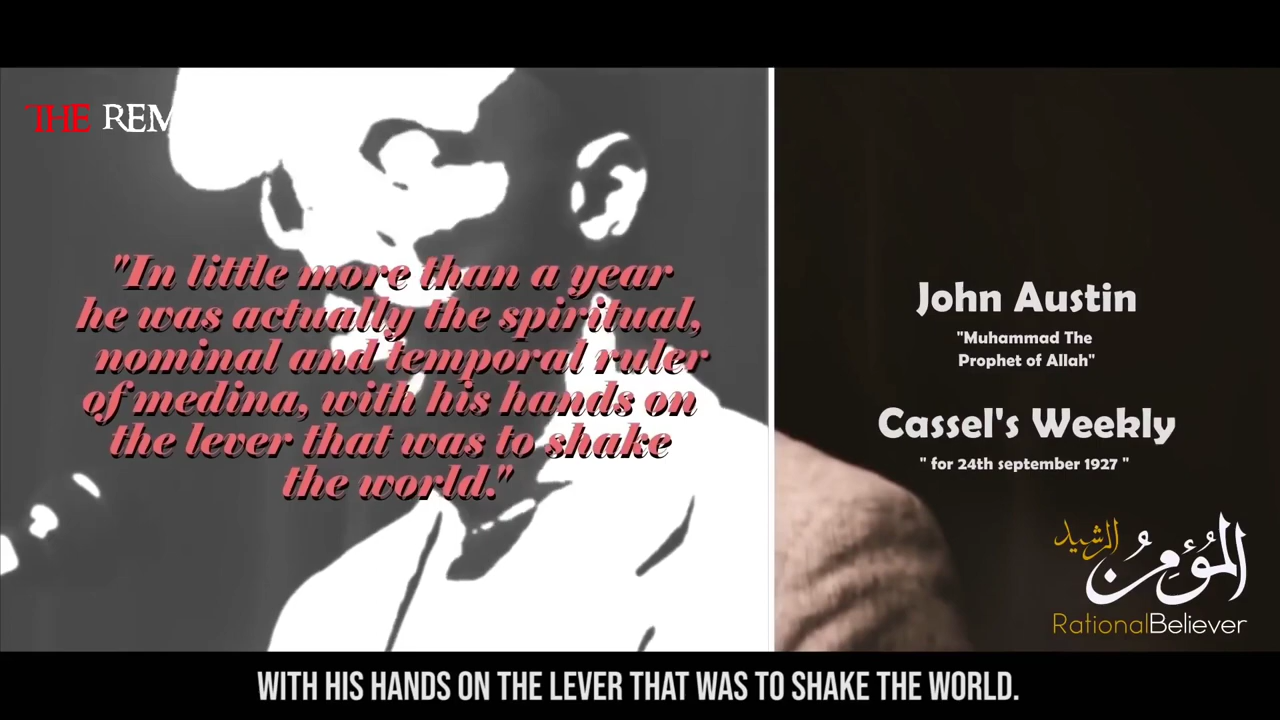 THE REM
"In little more than a year
he was actually the spiritual,
nominal and temporal ruler
of medina, with his hands on
the lever that was to shake
the world."
John Austin
"Muhammad The
Prophet of Allah"
Cassel's Weekly
" for 24th september 1927 "
المُؤمِنُ الرشيد
RationalBeliever
WITH HIS HANDS ON THE LEVER THAT WAS TO SHAKE THE WORLD.